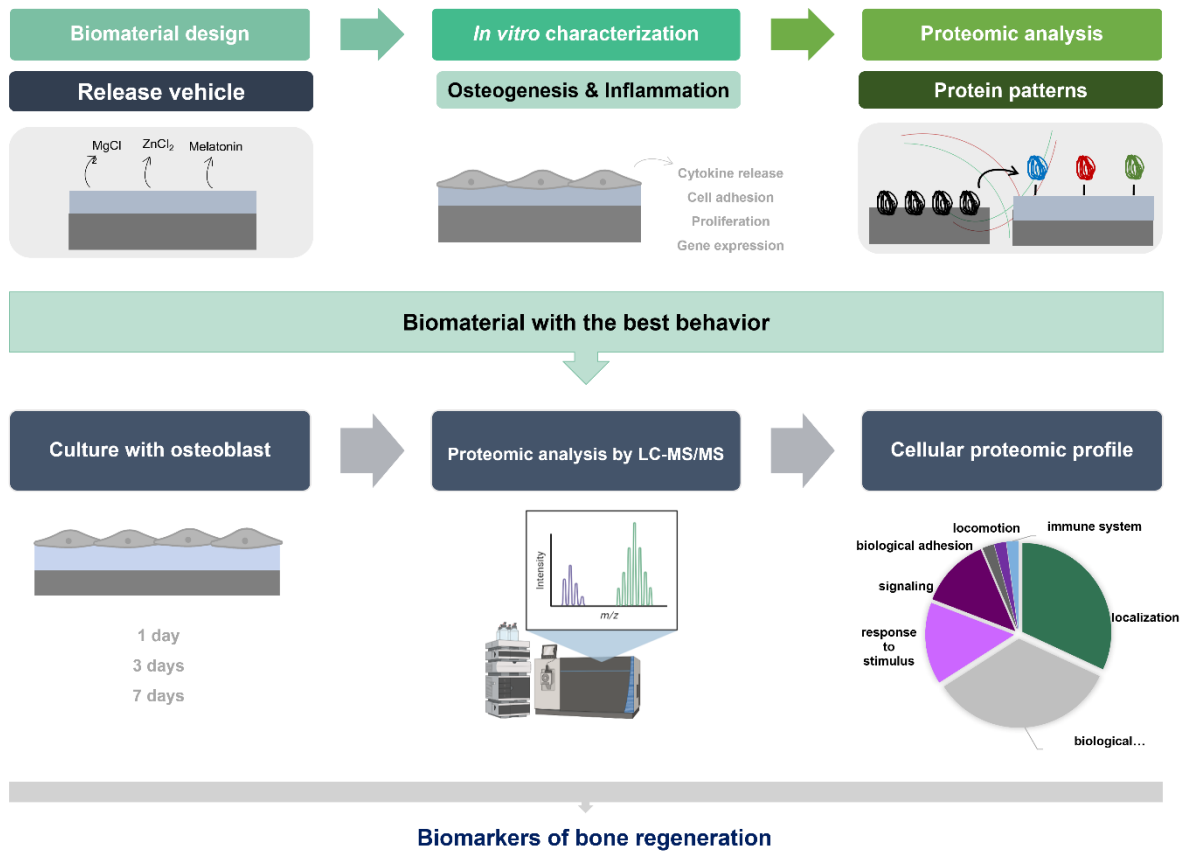 Biomaterial design
In vitro characterization
Proteomic analysis
Release vehicle
Osteogenesis & Inflammation
Protein patterns
MgCl
2
ZnCl2
Melatonin
Cytokine release
Cell adhesion
Proliferation
Gene expression
Biomaterial with the best behavior
Culture with osteoblast
Proteomic analysis by LC-MS/MS
Cellular proteomic profile
1 day
3 days
7 days
Intensity
m/z
locomotion
immune system
biological adhesion
signaling
localization
response
to
stimulus
biological…
Biomarkers of bone regeneration